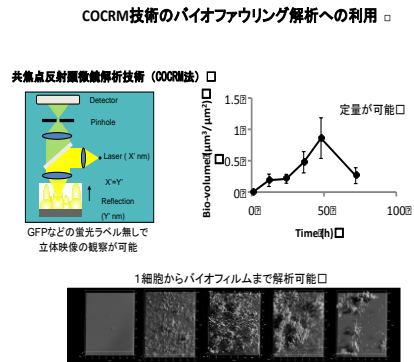 COCRM技術のバイオファウリング解析への利用
共焦点反射顕微鏡解析技術（COCRM法）
Detector
Pinhole
Laser ( X' nm)
X'=Y'
Reflection
(Y' nm)
GFPなどの蛍光ラベル無しで
立体映像の観察が可能
定量が可能
Bio-volume(μm³/μm²)
1.5
1
0.5
0
0
50
100
Time(h)
1細胞からバイオフィルムまで解析可能